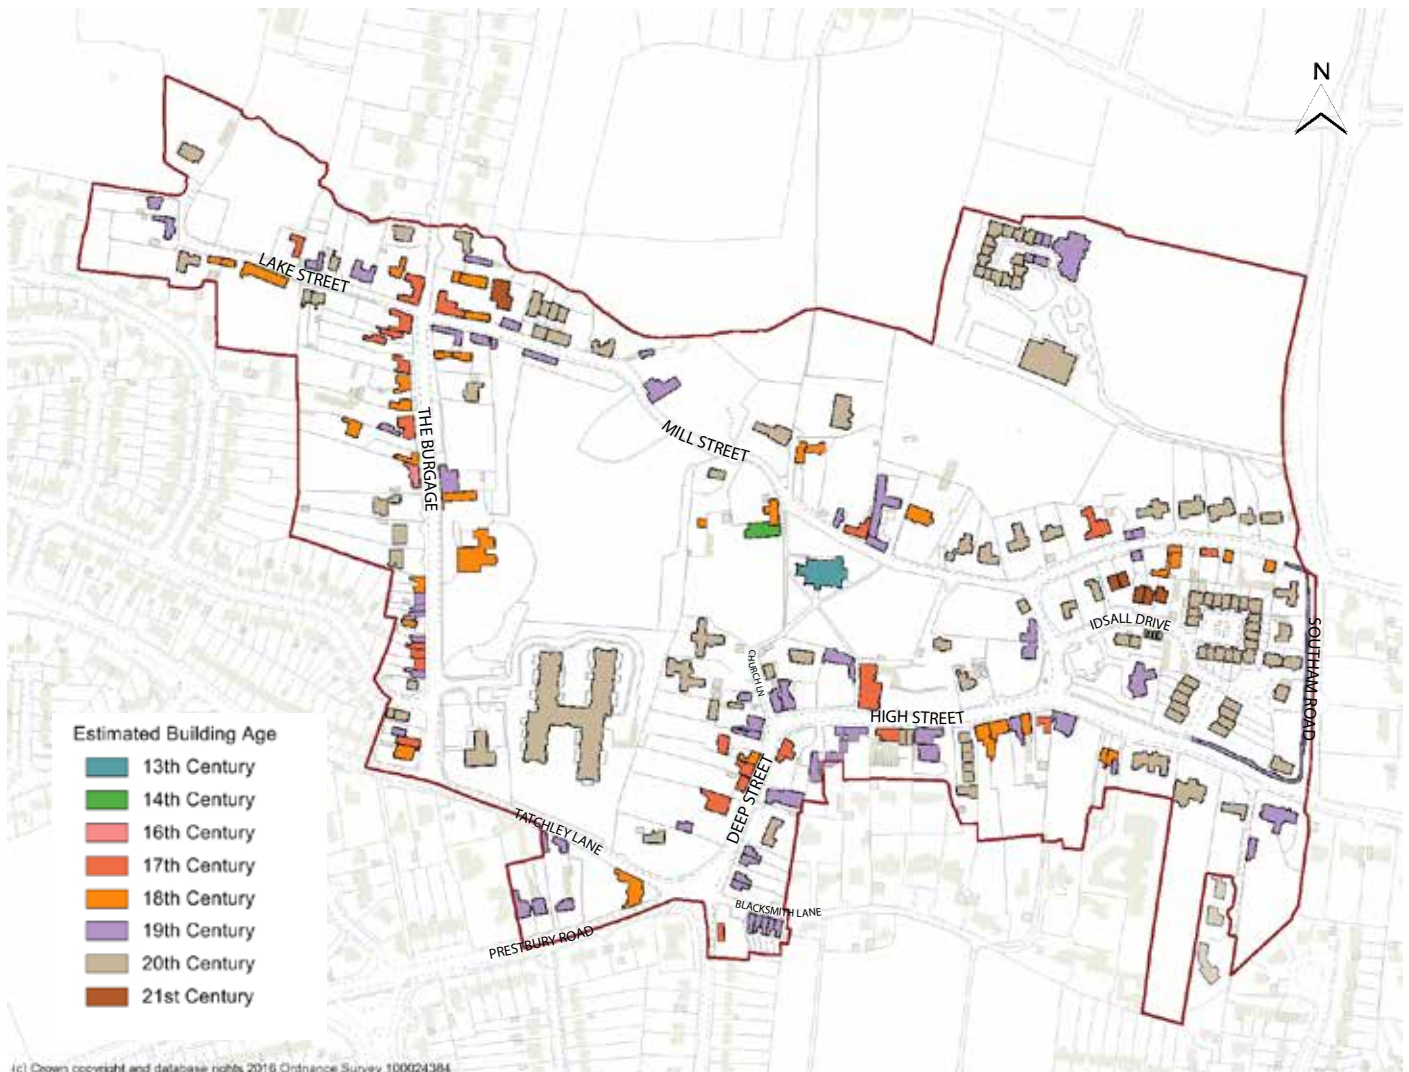 N
LAKE STREET
THE BURGAGE
MILL STREET
IDSALL DRIVE
SOUTHAM ROAD
CHURCH LN
HIGH STREET
DEEP STREET
TATCHLEY LANE
BLACKSMITH LANE
PRESTBURY ROAD
Estimated Building Age
13th Century
14th Century
16th Century
17th Century
18th Century
19th Century
20th Century
21st Century
(c) Crown copyright and database rights 2016 Ordnance Survey 100024384